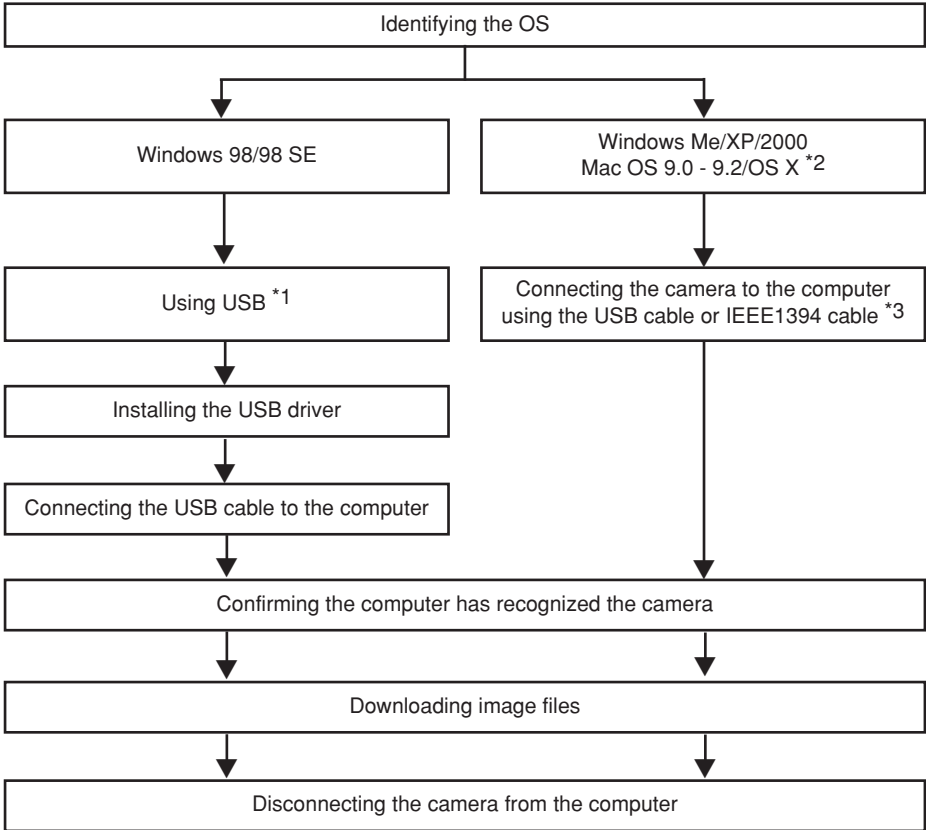 Identifying the OS
Windows 98/98 SE
Windows Me/XP/2000
Mac OS 9.0 - 9.2/OS X *2
Using USB *1
Connecting the camera to the computer
using the USB cable or IEEE1394 cable *3
Installing the USB driver
Connecting the USB cable to the computer
Confirming the computer has recognized the camera
Downloading image files
Disconnecting the camera from the computer